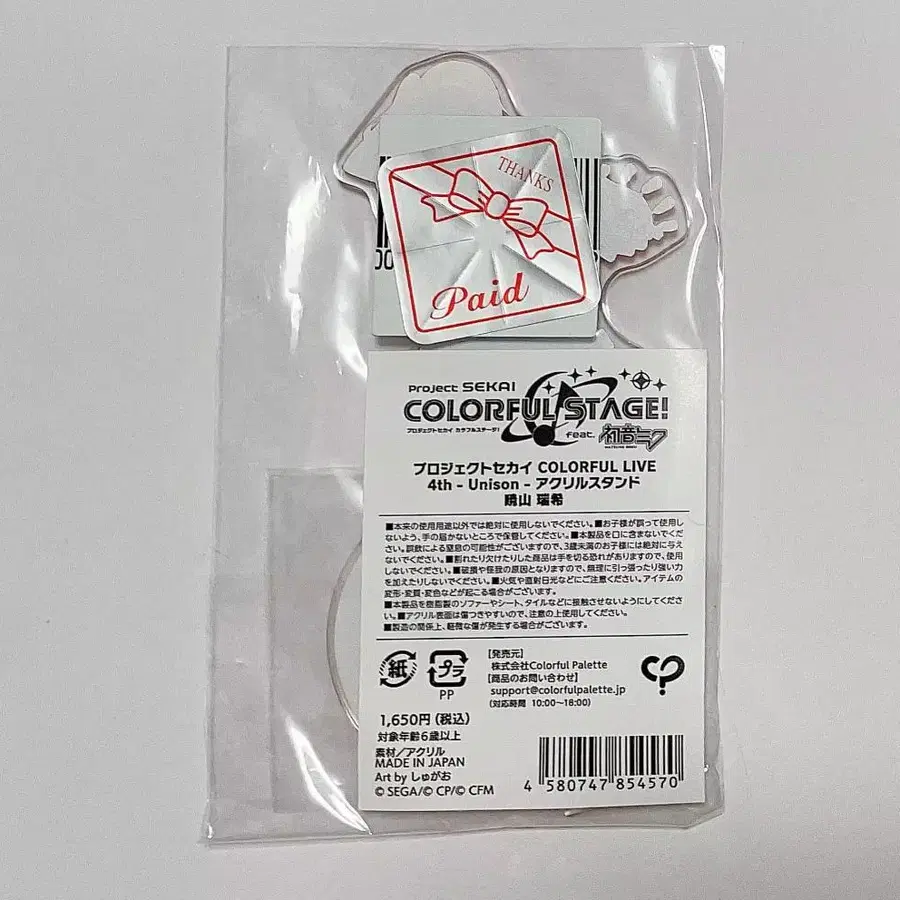 THANKS
Paid
Project SEKAI
COLORFUL STAGE!
プロジェクトセカイ カラフルステージ!
feat. 初音ミク
HATSUNE MIKU
プロジェクトセカイ COLORFUL LIVE
4th - Unison - アクリルスタンド
暁山 瑞希
■本来の使用用途以外では絶対に使用しないでください。■お子様が誤って使用し
ないよう、手の届かないところで保管してください。■本製品を口に含まないでくだ
さい。誤飲による窒息の可能性がございますので、3歳未満のお子様には絶対に与え
ないでください。■割れたり欠けたりした商品は手を切る恐れがありますので、使用
しないでください。■破損や怪我の原因となりますので、無理に引っ張ったり強い力
を加えたりしないでください。■火気や直射日光などにご注意ください。アイテムの
変形・変質・変色などが起こる場合がございます。
■本製品を樹脂製のソファーやシート、タイルなどに接触させないようにしてくださ
い。■アクリル表面は傷つきやすいので、注意の上使用してください。
■製造の関係上、軽微な傷が発生する場合がございます。
紙
プラ
PP
【発売元】
株式会社Colorful Palette
【商品のお問い合わせ】
support@colorfulpalette.jp
(対応時間 10:00～18:00)
cp
1,650円(税込)
対象年齢6歳以上
素材/アクリル
MADE IN JAPAN
Art by しゅがお
© SEGA/© CP/© CFM
4 580747 854570